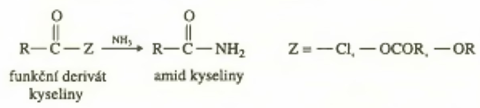 O O
R—C—Z NH₃ R—C—NH₂ Z = —Cl, —OCOR, —OR
funkční derivát amid kyseliny
kyseliny